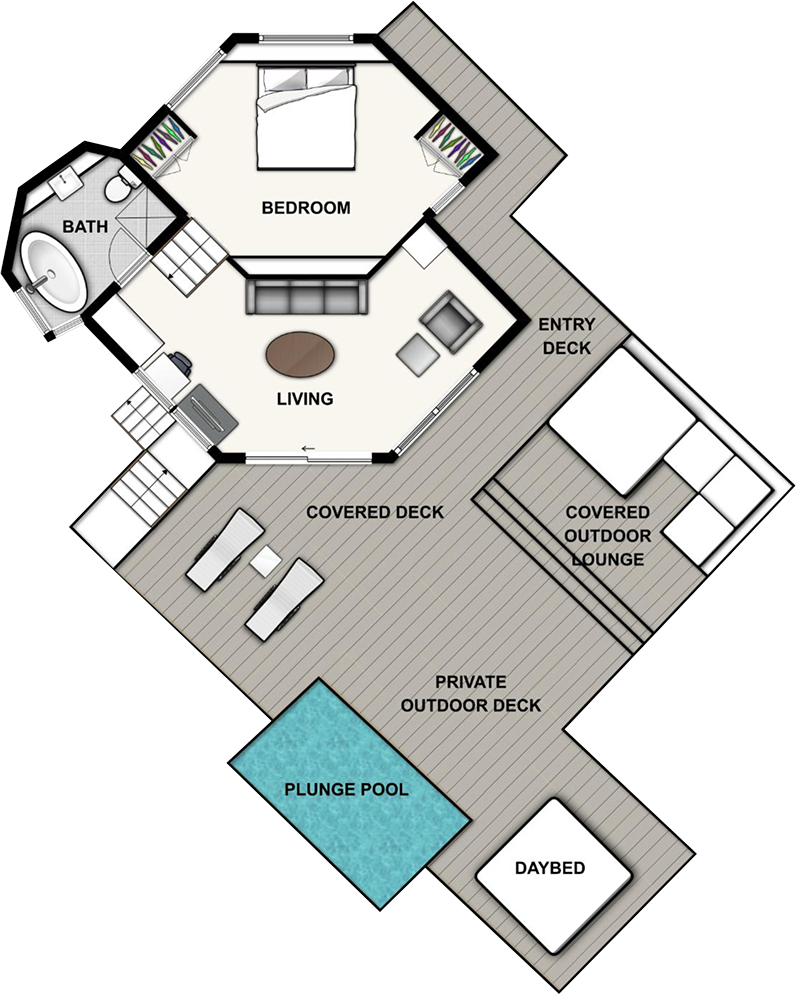 BEDROOM
BATH
ENTRY
DECK
LIVING
COVERED DECK
COVERED
OUTDOOR
LOUNGE
PRIVATE
OUTDOOR DECK
PLUNGE POOL
DAYBED